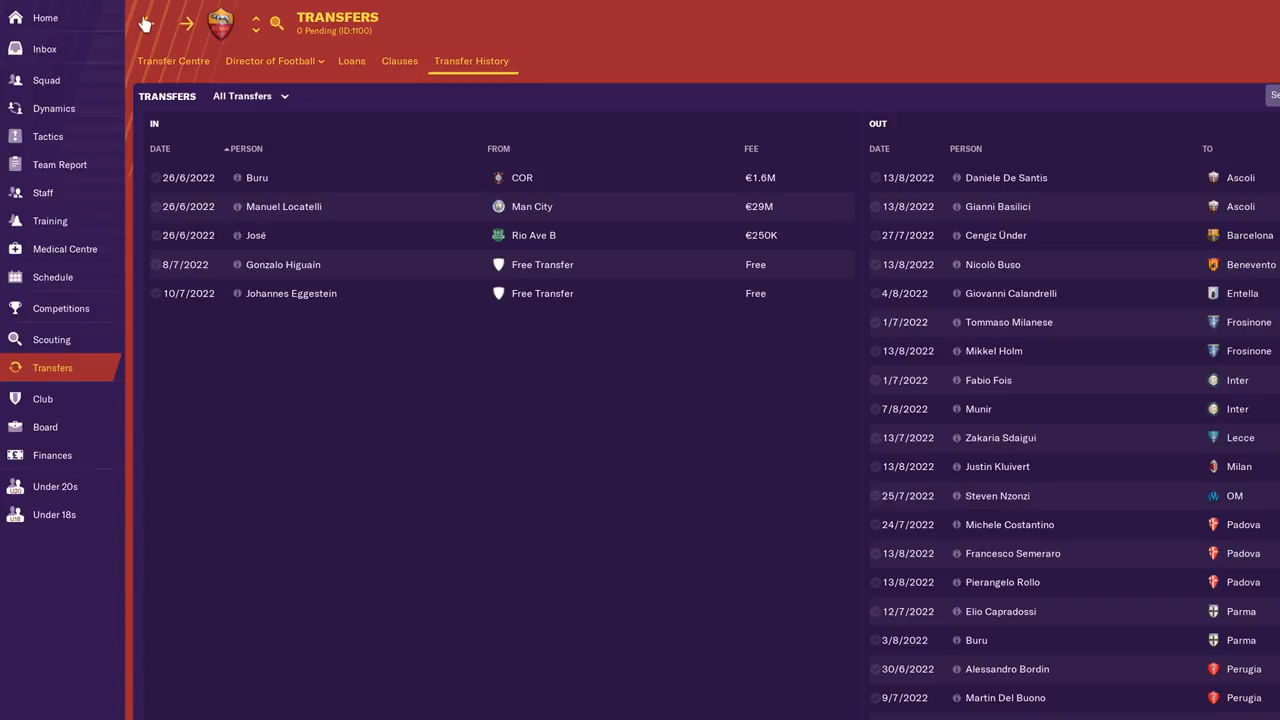 Home
Inbox
Squad
Dynamics
Tactics
Team Report
Staff
Training
Medical Centre
Schedule
Competitions
Scouting
Transfers
Club
Board
Finances
U20 Under 20s
U18 Under 18s
TRANSFERS
0 Pending (ID:1100)
Transfer Centre Director of Football Loans Clauses Transfer History
TRANSFERS All Transfers Se
IN
DATE PERSON FROM FEE
26/6/2022 Buru COR €1.6M
26/6/2022 Manuel Locatelli Man City €29M
26/6/2022 José Rio Ave B €250K
8/7/2022 Gonzalo Higuaín Free Transfer Free
10/7/2022 Johannes Eggestein Free Transfer Free
OUT
DATE PERSON TO
13/8/2022 Daniele De Santis Ascoli
13/8/2022 Gianni Basilici Ascoli
27/7/2022 Cengiz Ünder Barcelona
13/8/2022 Nicolò Buso Benevento
4/8/2022 Giovanni Calandrelli Entella
1/7/2022 Tommaso Milanese Frosinone
13/8/2022 Mikkel Holm Frosinone
1/7/2022 Fabio Fois Inter
7/8/2022 Munir Inter
13/7/2022 Zakaria Sdaigui Lecce
13/8/2022 Justin Kluivert Milan
25/7/2022 Steven Nzonzi OM
24/7/2022 Michele Costantino Padova
13/8/2022 Francesco Semeraro Padova
13/8/2022 Pierangelo Rollo Padova
12/7/2022 Elio Capradossi Parma
3/8/2022 Buru Parma
30/6/2022 Alessandro Bordin Perugia
9/7/2022 Martin Del Buono Perugia